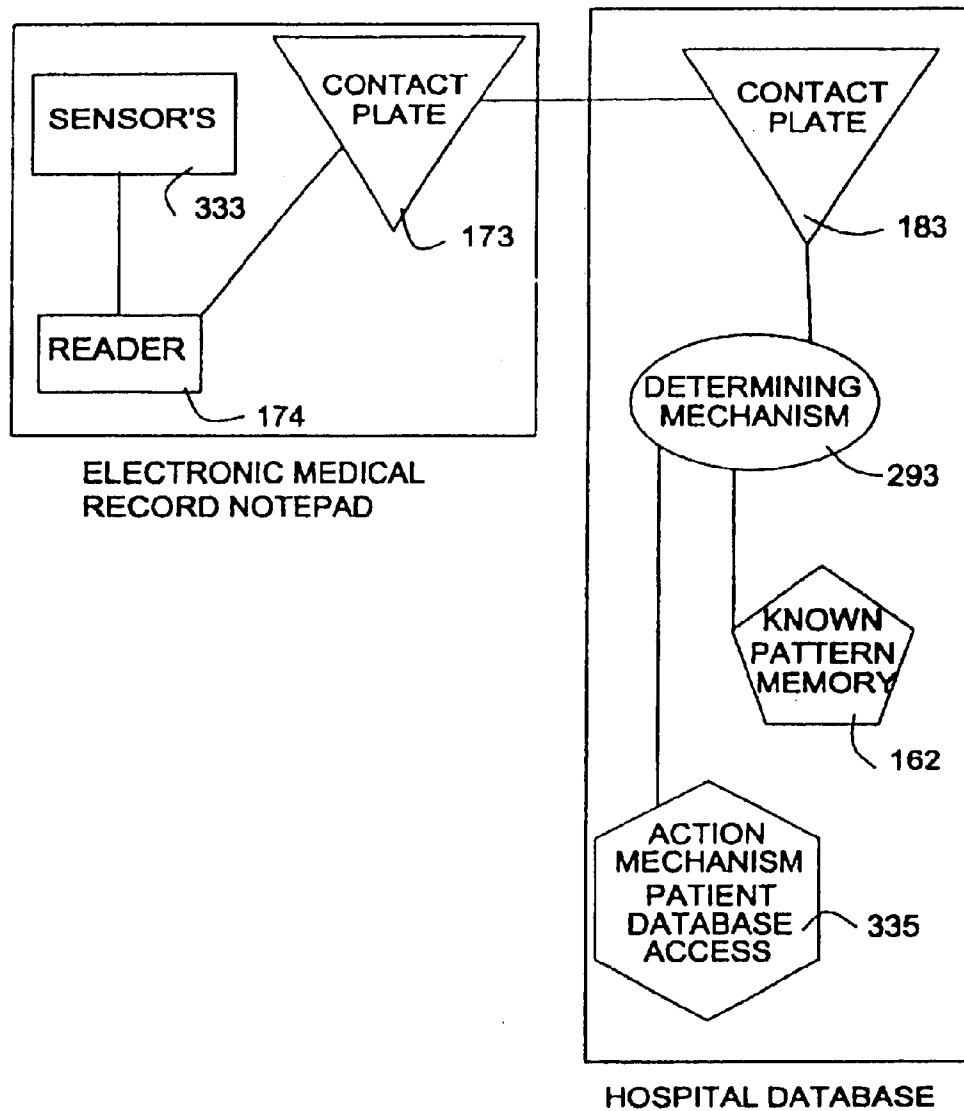 SENSOR'S
333
CONTACT
PLATE
173
READER
174
ELECTRONIC MEDICAL
RECORD NOTEPAD
CONTACT
PLATE
183
DETERMINING
MECHANISM
293
KNOWN
PATTERN
MEMORY
162
ACTION
MECHANISM
PATIENT
DATABASE
ACCESS
335
HOSPITAL DATABASE